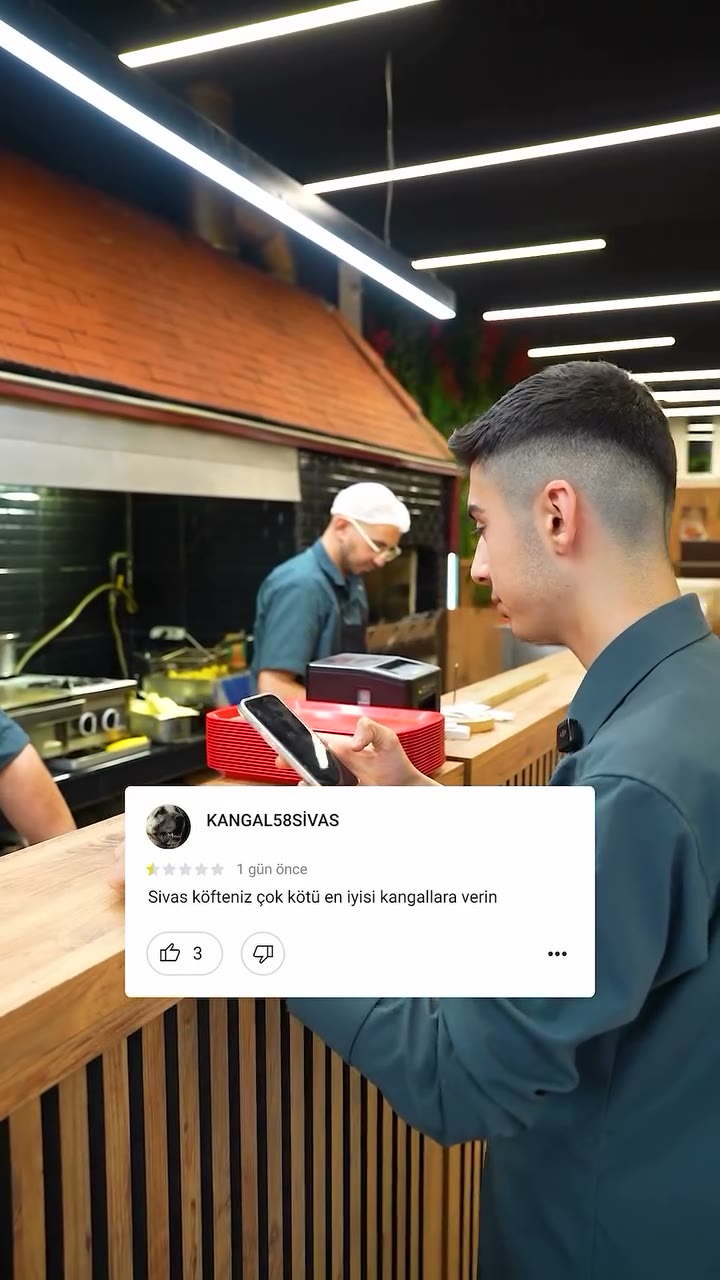 KANGAL58SİVAS
1 gün önce
Sivas köfteniz çok kötü en iyisi kangallara verin
3